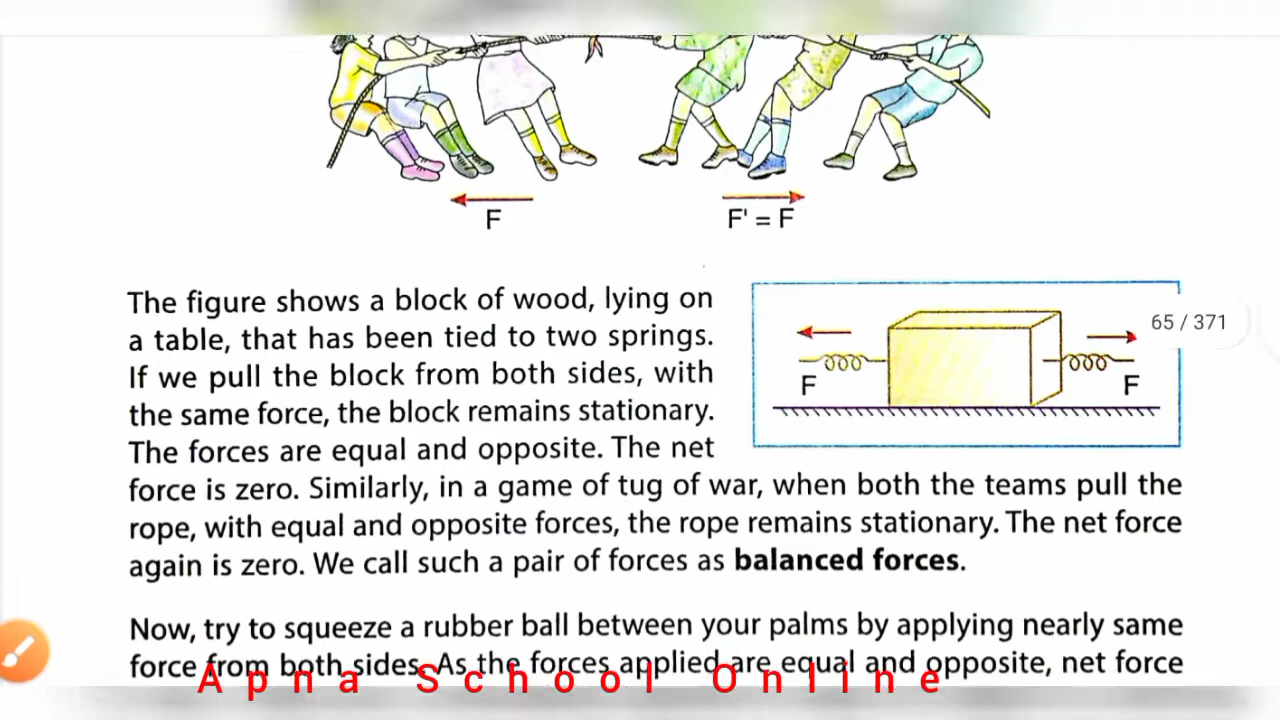 F
F' = F
The figure shows a block of wood, lying on
a table, that has been tied to two springs.
If we pull the block from both sides, with
the same force, the block remains stationary.
The forces are equal and opposite. The net
F
F
65 / 371
force is zero. Similarly, in a game of tug of war, when both the teams pull the
rope, with equal and opposite forces, the rope remains stationary. The net force
again is zero. We call such a pair of forces as balanced forces.
Now, try to squeeze a rubber ball between your palms by applying nearly same
force from both sides. As the forces applied are equal and opposite, net force
Apna School Online